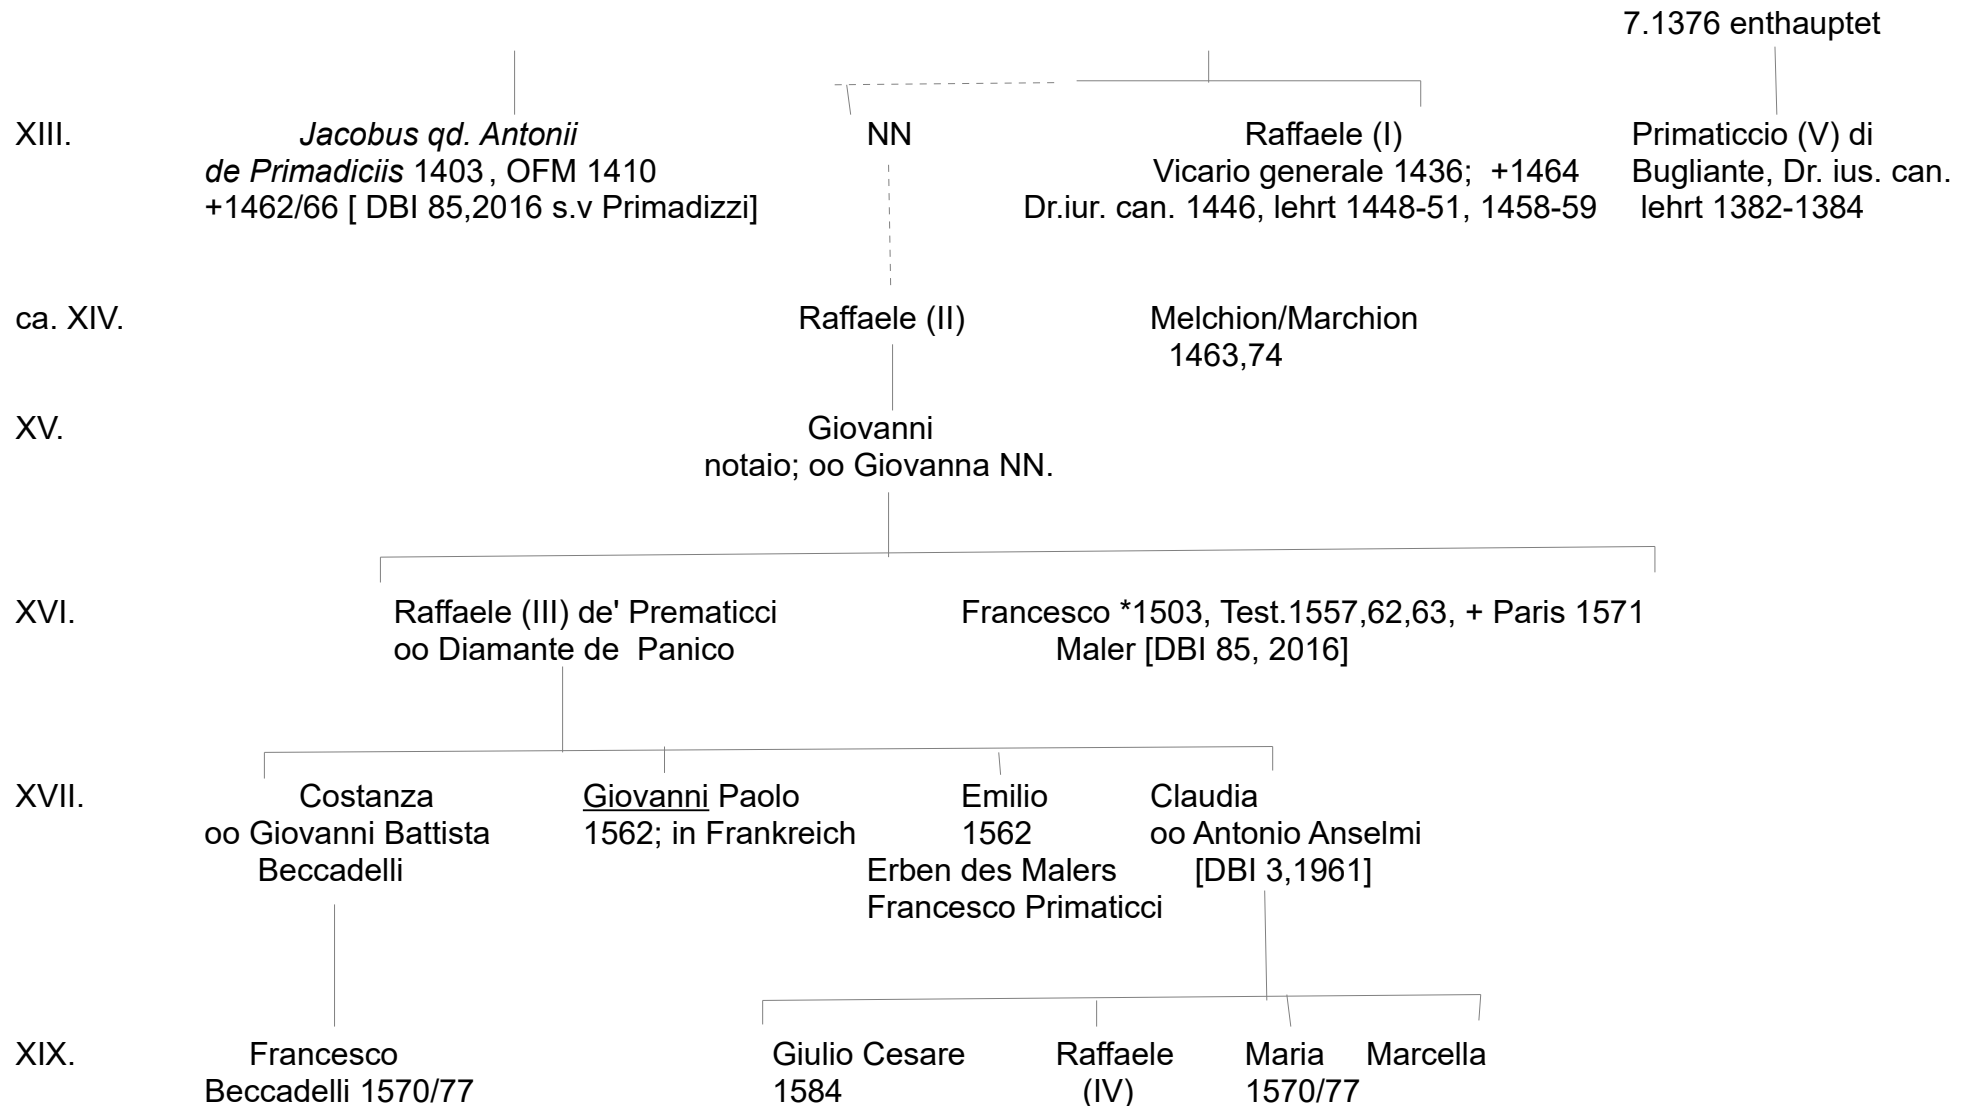 7.1376 enthauptet
XIII. Jacobus qd. Antonii NN Raffaele (I) Primaticcio (V) di
de Primadiciis 1403 , OFM 1410 Vicario generale 1436; +1464 Bugliante, Dr. ius. can.
+1462/66 [ DBI 85,2016 s.v Primadizzi] Dr.iur. can. 1446, lehrt 1448-51, 1458-59 lehrt 1382-1384
ca. XIV. Raffaele (II) Melchion/Marchion
1463,74
XV. Giovanni
notaio; oo Giovanna NN.
XVI. Raffaele (III) de' Prematicci Francesco *1503, Test.1557,62,63, + Paris 1571
oo Diamante de Panico Maler [DBI 85, 2016]
XVII. Costanza Giovanni Paolo Emilio Claudia
oo Giovanni Battista 1562; in Frankreich 1562 oo Antonio Anselmi
Beccadelli Erben des Malers [DBI 3,1961]
Francesco Primaticci
XIX. Francesco Giulio Cesare Raffaele Maria Marcella
Beccadelli 1570/77 1584 (IV) 1570/77